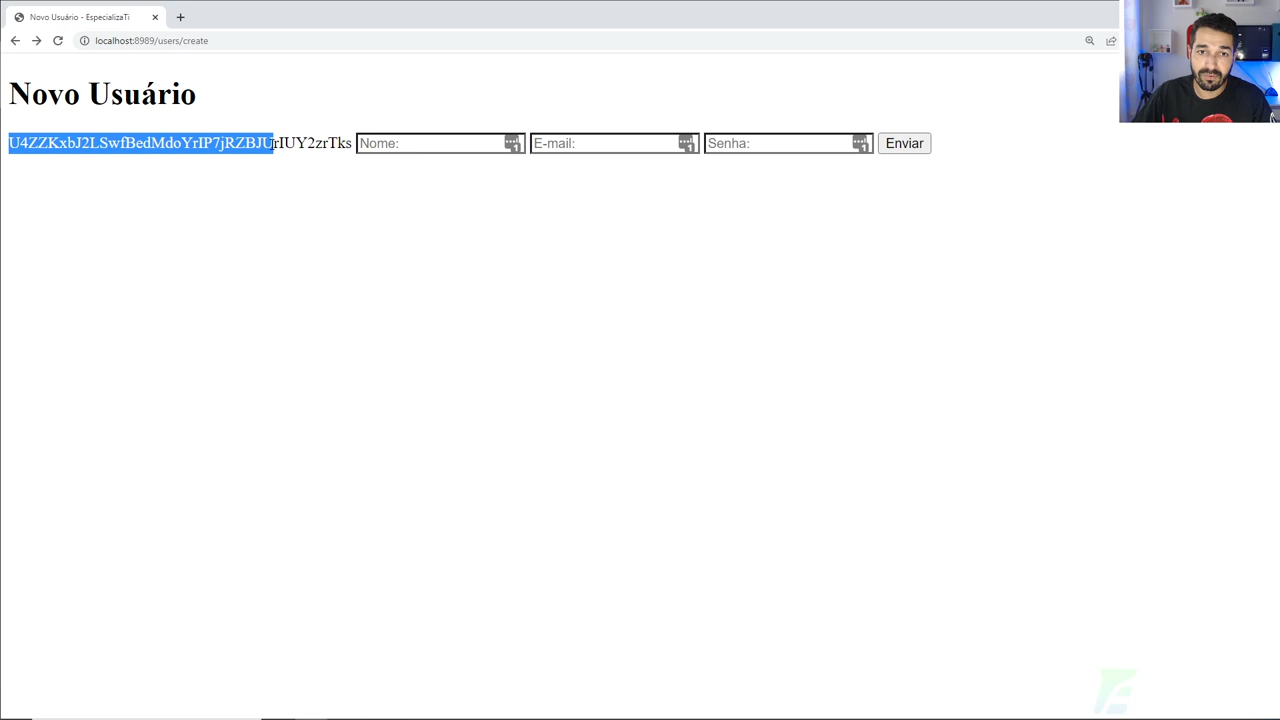 Novo Usuário - EspecializaTi
localhost:8989/users/create
Novo Usuário
U4ZZKxbJ2LSwfBedMdoYrIP7jRZBJUrIUY2zrTks Nome: E-mail: Senha: Enviar